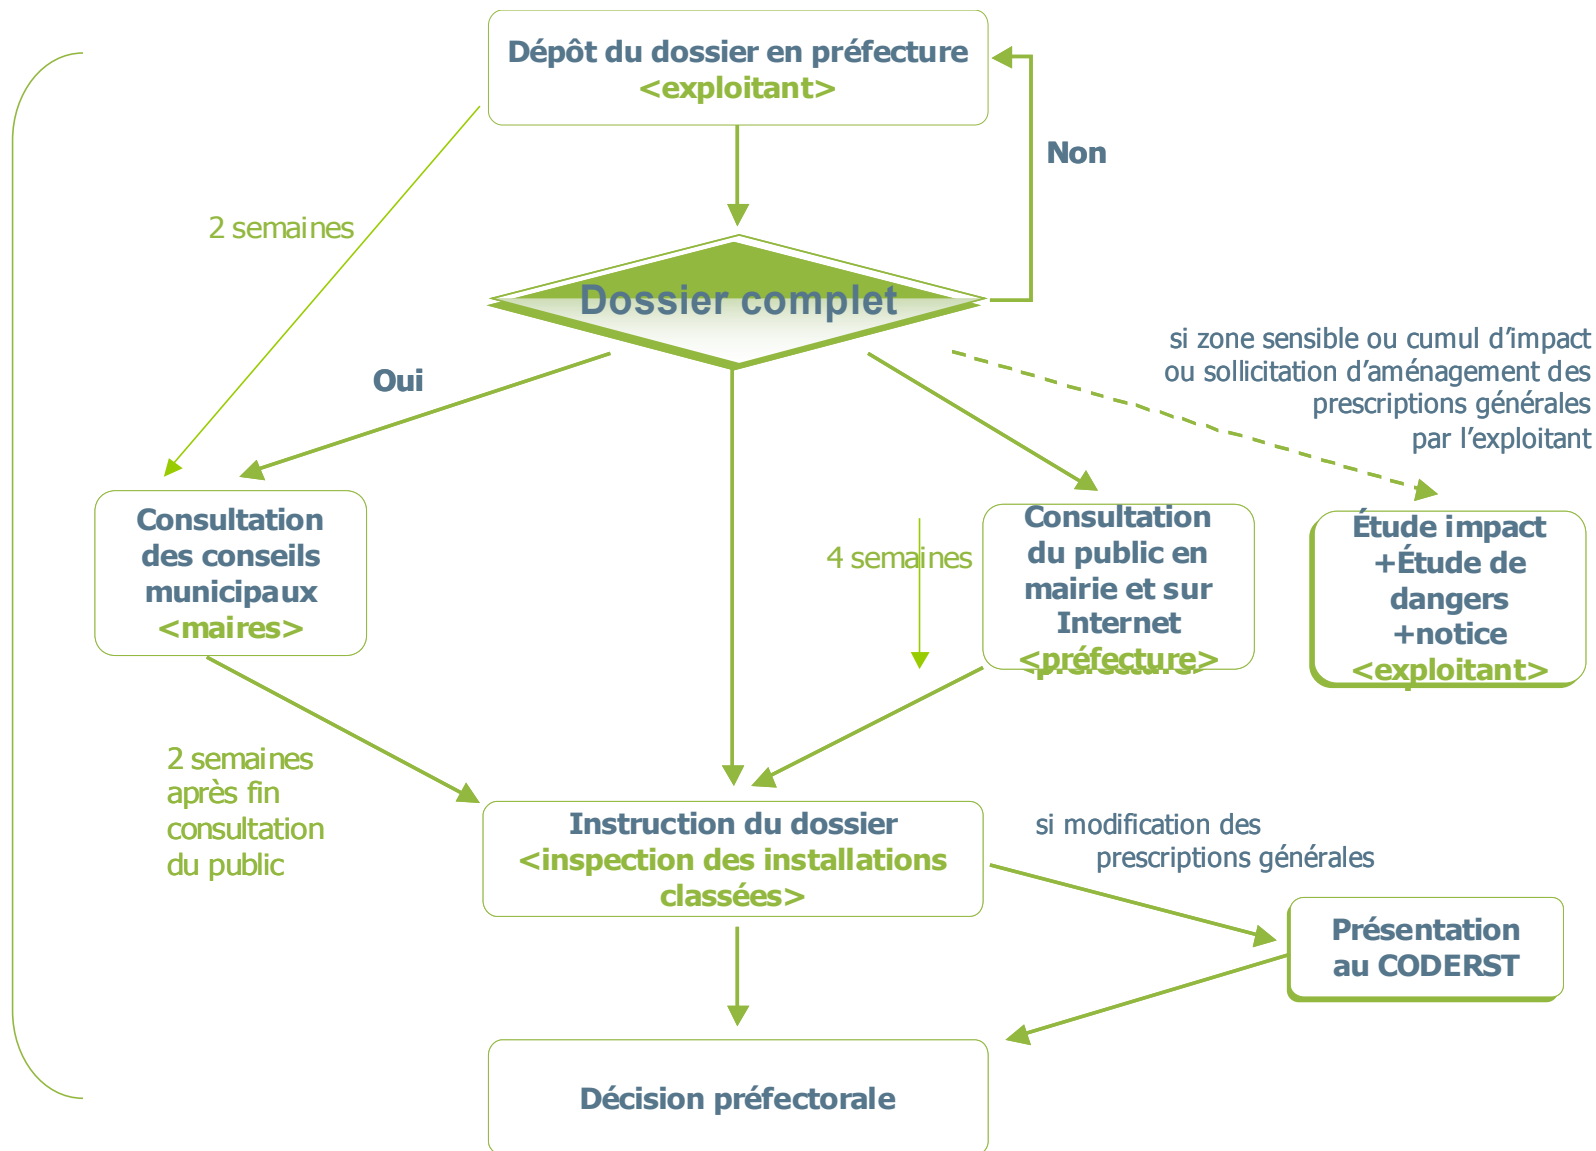 Dépôt du dossier en préfecture
<exploitant>
Non
2 semaines
Dossier complet
si zone sensible ou cumul d’impact
ou sollicitation d’aménagement des
prescriptions générales
par l’exploitant
Oui
Consultation
des conseils
municipaux
<maires>
4 semaines
Consultation
du public en
mairie et sur
Internet
<préfecture>
Étude impact
+Étude de
dangers
+notice
<exploitant>
2 semaines
après fin
consultation
du public
Instruction du dossier
<inspection des installations
classées>
si modification des
prescriptions générales
Présentation
au CODERST
Décision préfectorale